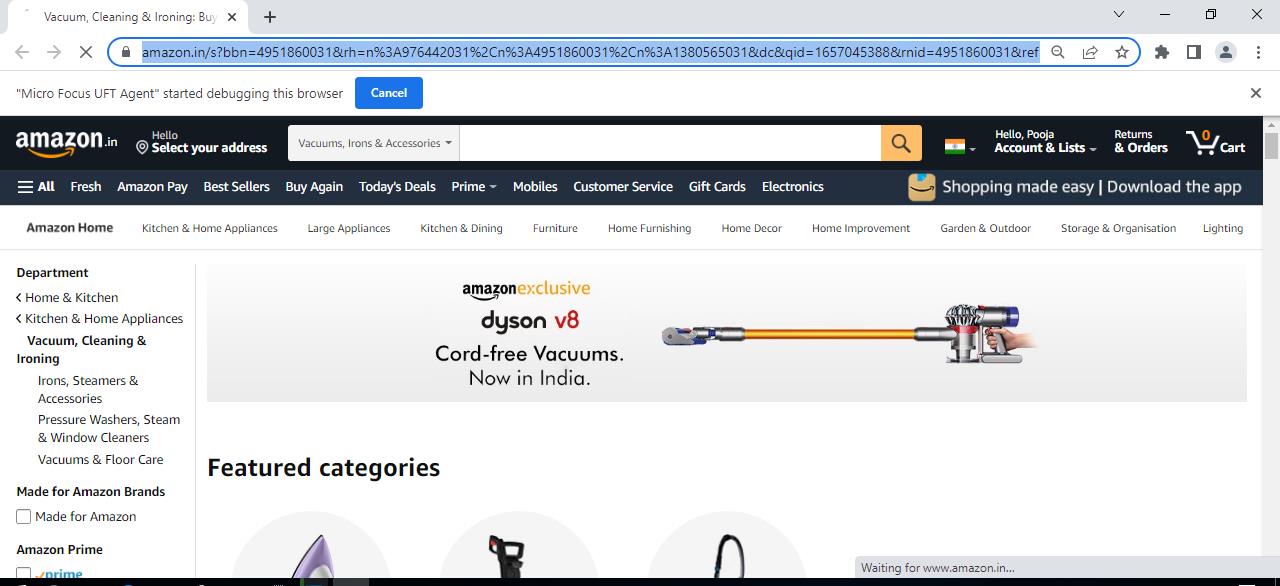 Vacuum, Cleaning & Ironing: Buy
amazon.in/s?bbn=4951860031&rh=n%3A976442031%2Cn%3A4951860031%2Cn%3A1380565031&dc&qid=1657045388&rnid=4951860031&ref
"Micro Focus UFT Agent" started debugging this browser Cancel
amazon.in
Hello
Select your address
Vacuums, Irons & Accessories
Hello, Pooja
Account & Lists
Returns
& Orders
0
Cart
All Fresh Amazon Pay Best Sellers Buy Again Today's Deals Prime Mobiles Customer Service Gift Cards Electronics
Shopping made easy | Download the app
Amazon Home Kitchen & Home Appliances Large Appliances Kitchen & Dining Furniture Home Furnishing Home Decor Home Improvement Garden & Outdoor Storage & Organisation Lighting
Department
Home & Kitchen
Kitchen & Home Appliances
Vacuum, Cleaning &
Ironing
Irons, Steamers &
Accessories
Pressure Washers, Steam
& Window Cleaners
Vacuums & Floor Care
Made for Amazon Brands
Made for Amazon
Amazon Prime
prime
amazonexclusive
dyson v8
Cord-free Vacuums.
Now in India.
Featured categories
Waiting for www.amazon.in...